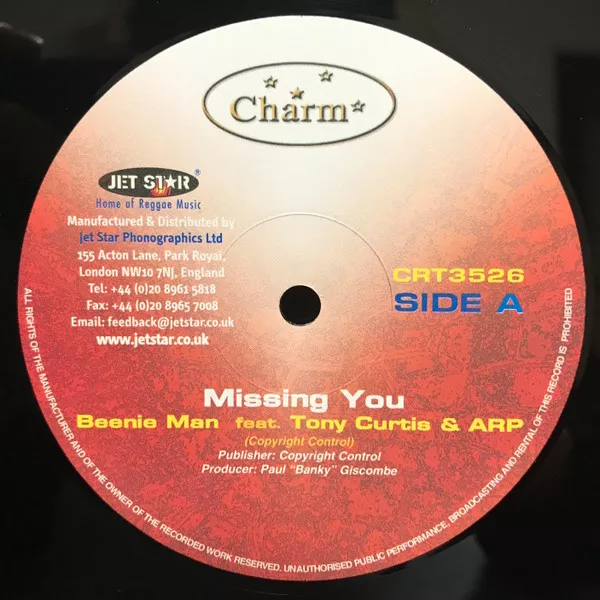 Charm
JET STAR®
Home of Reggae Music
Manufactured & Distributed by
Jet Star Phonographics Ltd
155 Acton Lane, Park Royal,
London NW10 7NJ, England
Tel: +44 (0)20 8961 5818
Fax: +44 (0)20 8965 7008
Email: feedback@jetstar.co.uk
www.jetstar.co.uk
CRT3526
SIDE A
Missing You
Beenie Man feat. Tony Curtis & ARP
(Copyright Control)
Publisher: Copyright Control
Producer: Paul "Banky" Giscombe
ALL RIGHTS OF THE MANUFACTURER AND OF THE OWNER OF THE RECORDED WORK RESERVED. UNAUTHORISED PUBLIC PERFORMANCE, BROADCASTING AND RENTAL OF THIS RECORD IS PROHIBITED